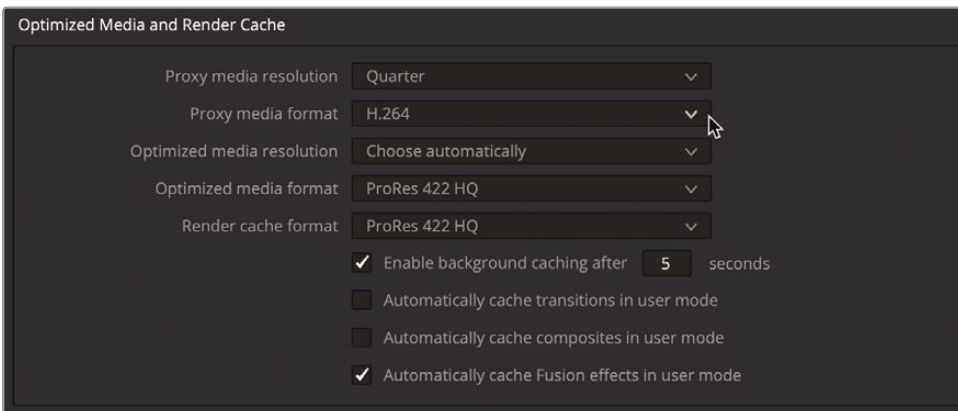 Optimized Media and Render Cache
Proxy media resolution Quarter
Proxy media format H.264
Optimized media resolution Choose automatically
Optimized media format ProRes 422 HQ
Render cache format ProRes 422 HQ
Enable background caching after 5 seconds
Automatically cache transitions in user mode
Automatically cache composites in user mode
Automatically cache Fusion effects in user mode